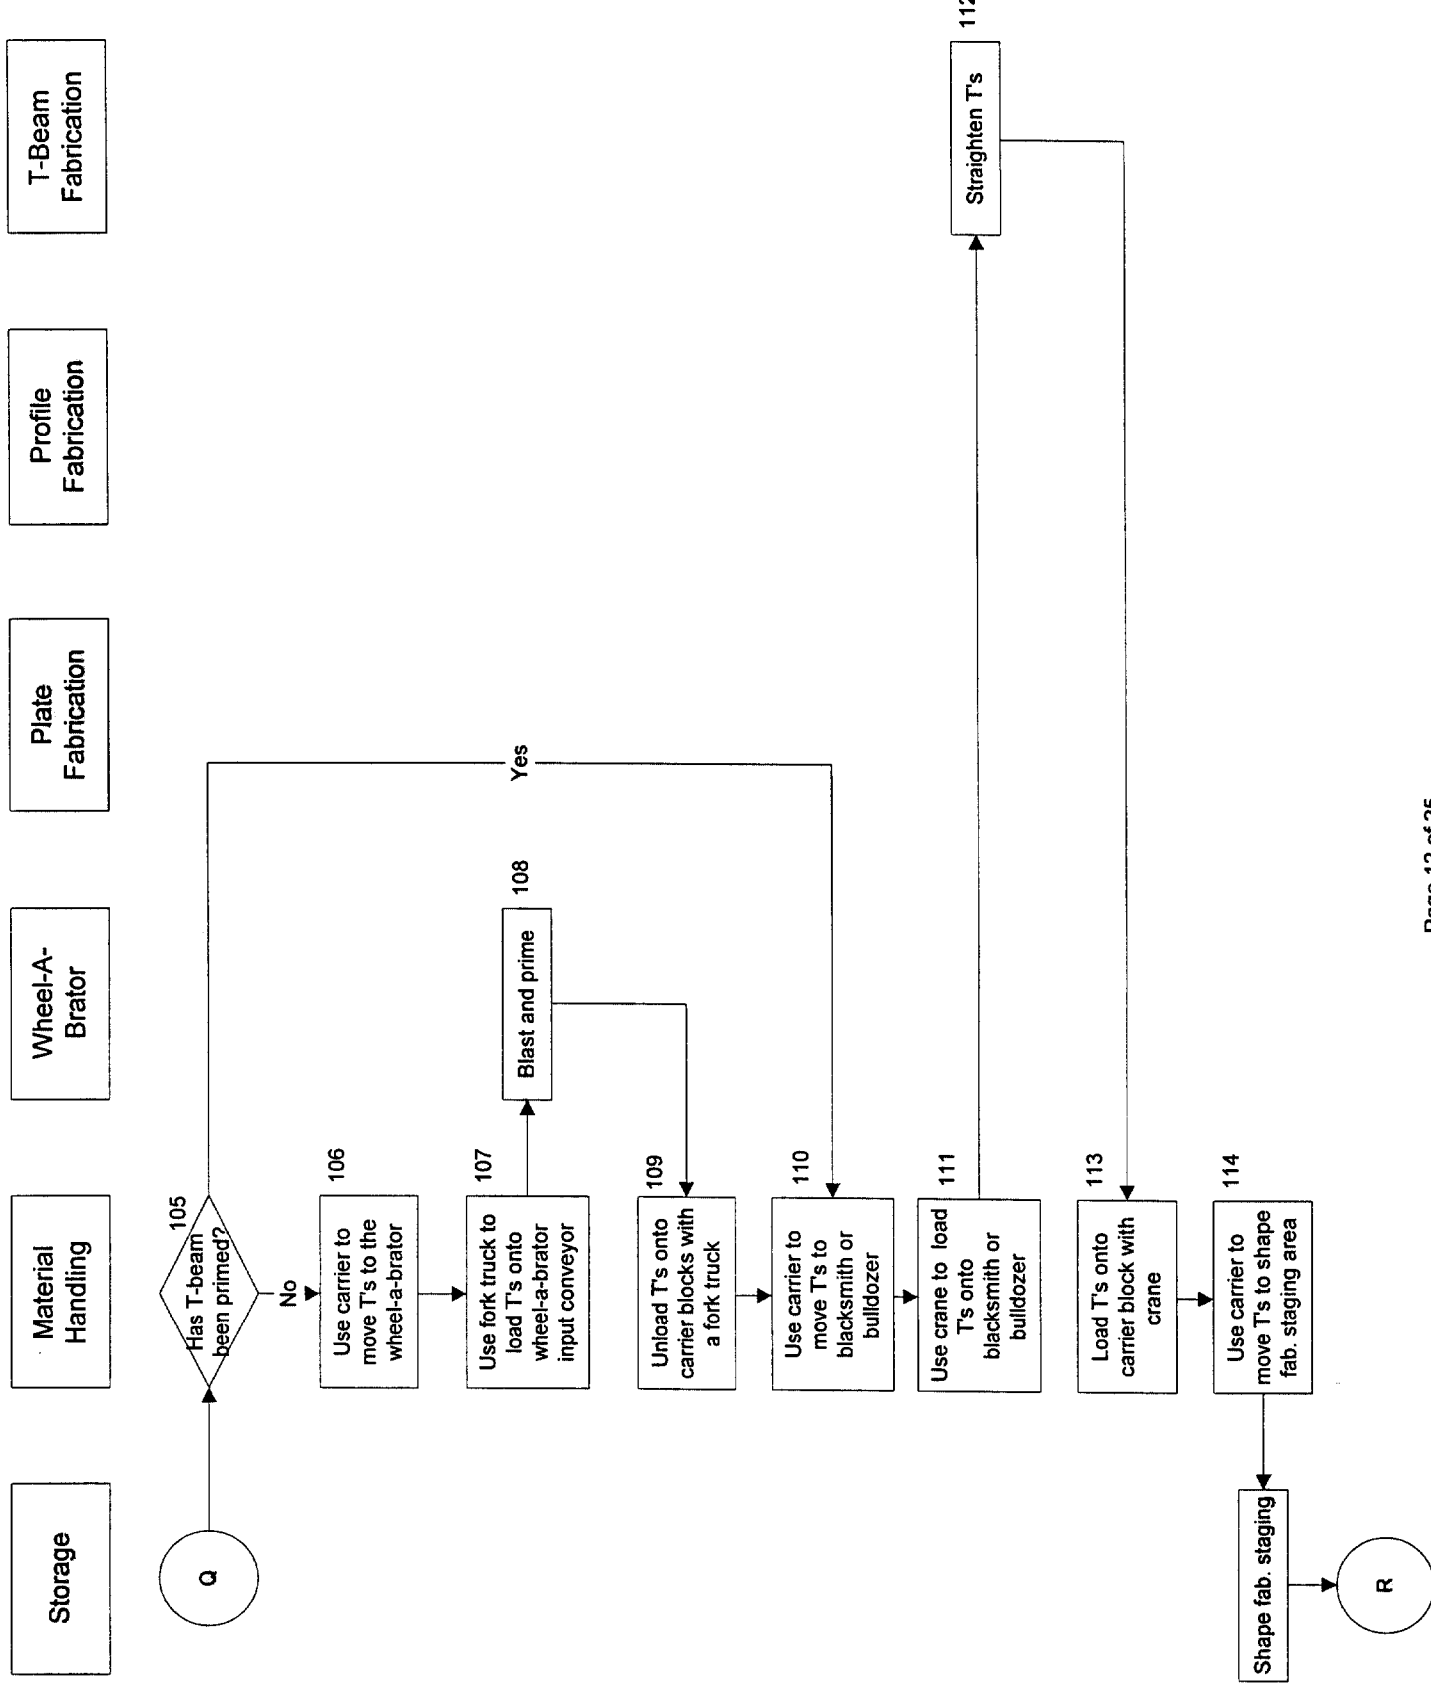 Storage
Material
Handling
Wheel-A-
Brator
Plate
Fabrication
Profile
Fabrication
T-Beam
Fabrication
Q
105
Has T-beam
been primed?
No
Yes
106
Use carrier to
move T's to the
wheel-a-brator
107
Use fork truck to
load T's onto
wheel-a-brator
input conveyor
108
Blast and prime
109
Unload T's onto
carrier blocks with
a fork truck
110
Use carrier to
move T's to
blacksmith or
bulldozer
111
Use crane to load
T's onto
blacksmith or
bulldozer
112
Straighten T's
113
Load T's onto
carrier block with
crane
114
Use carrier to
move T's to shape
fab. staging area
Shape fab. staging
R